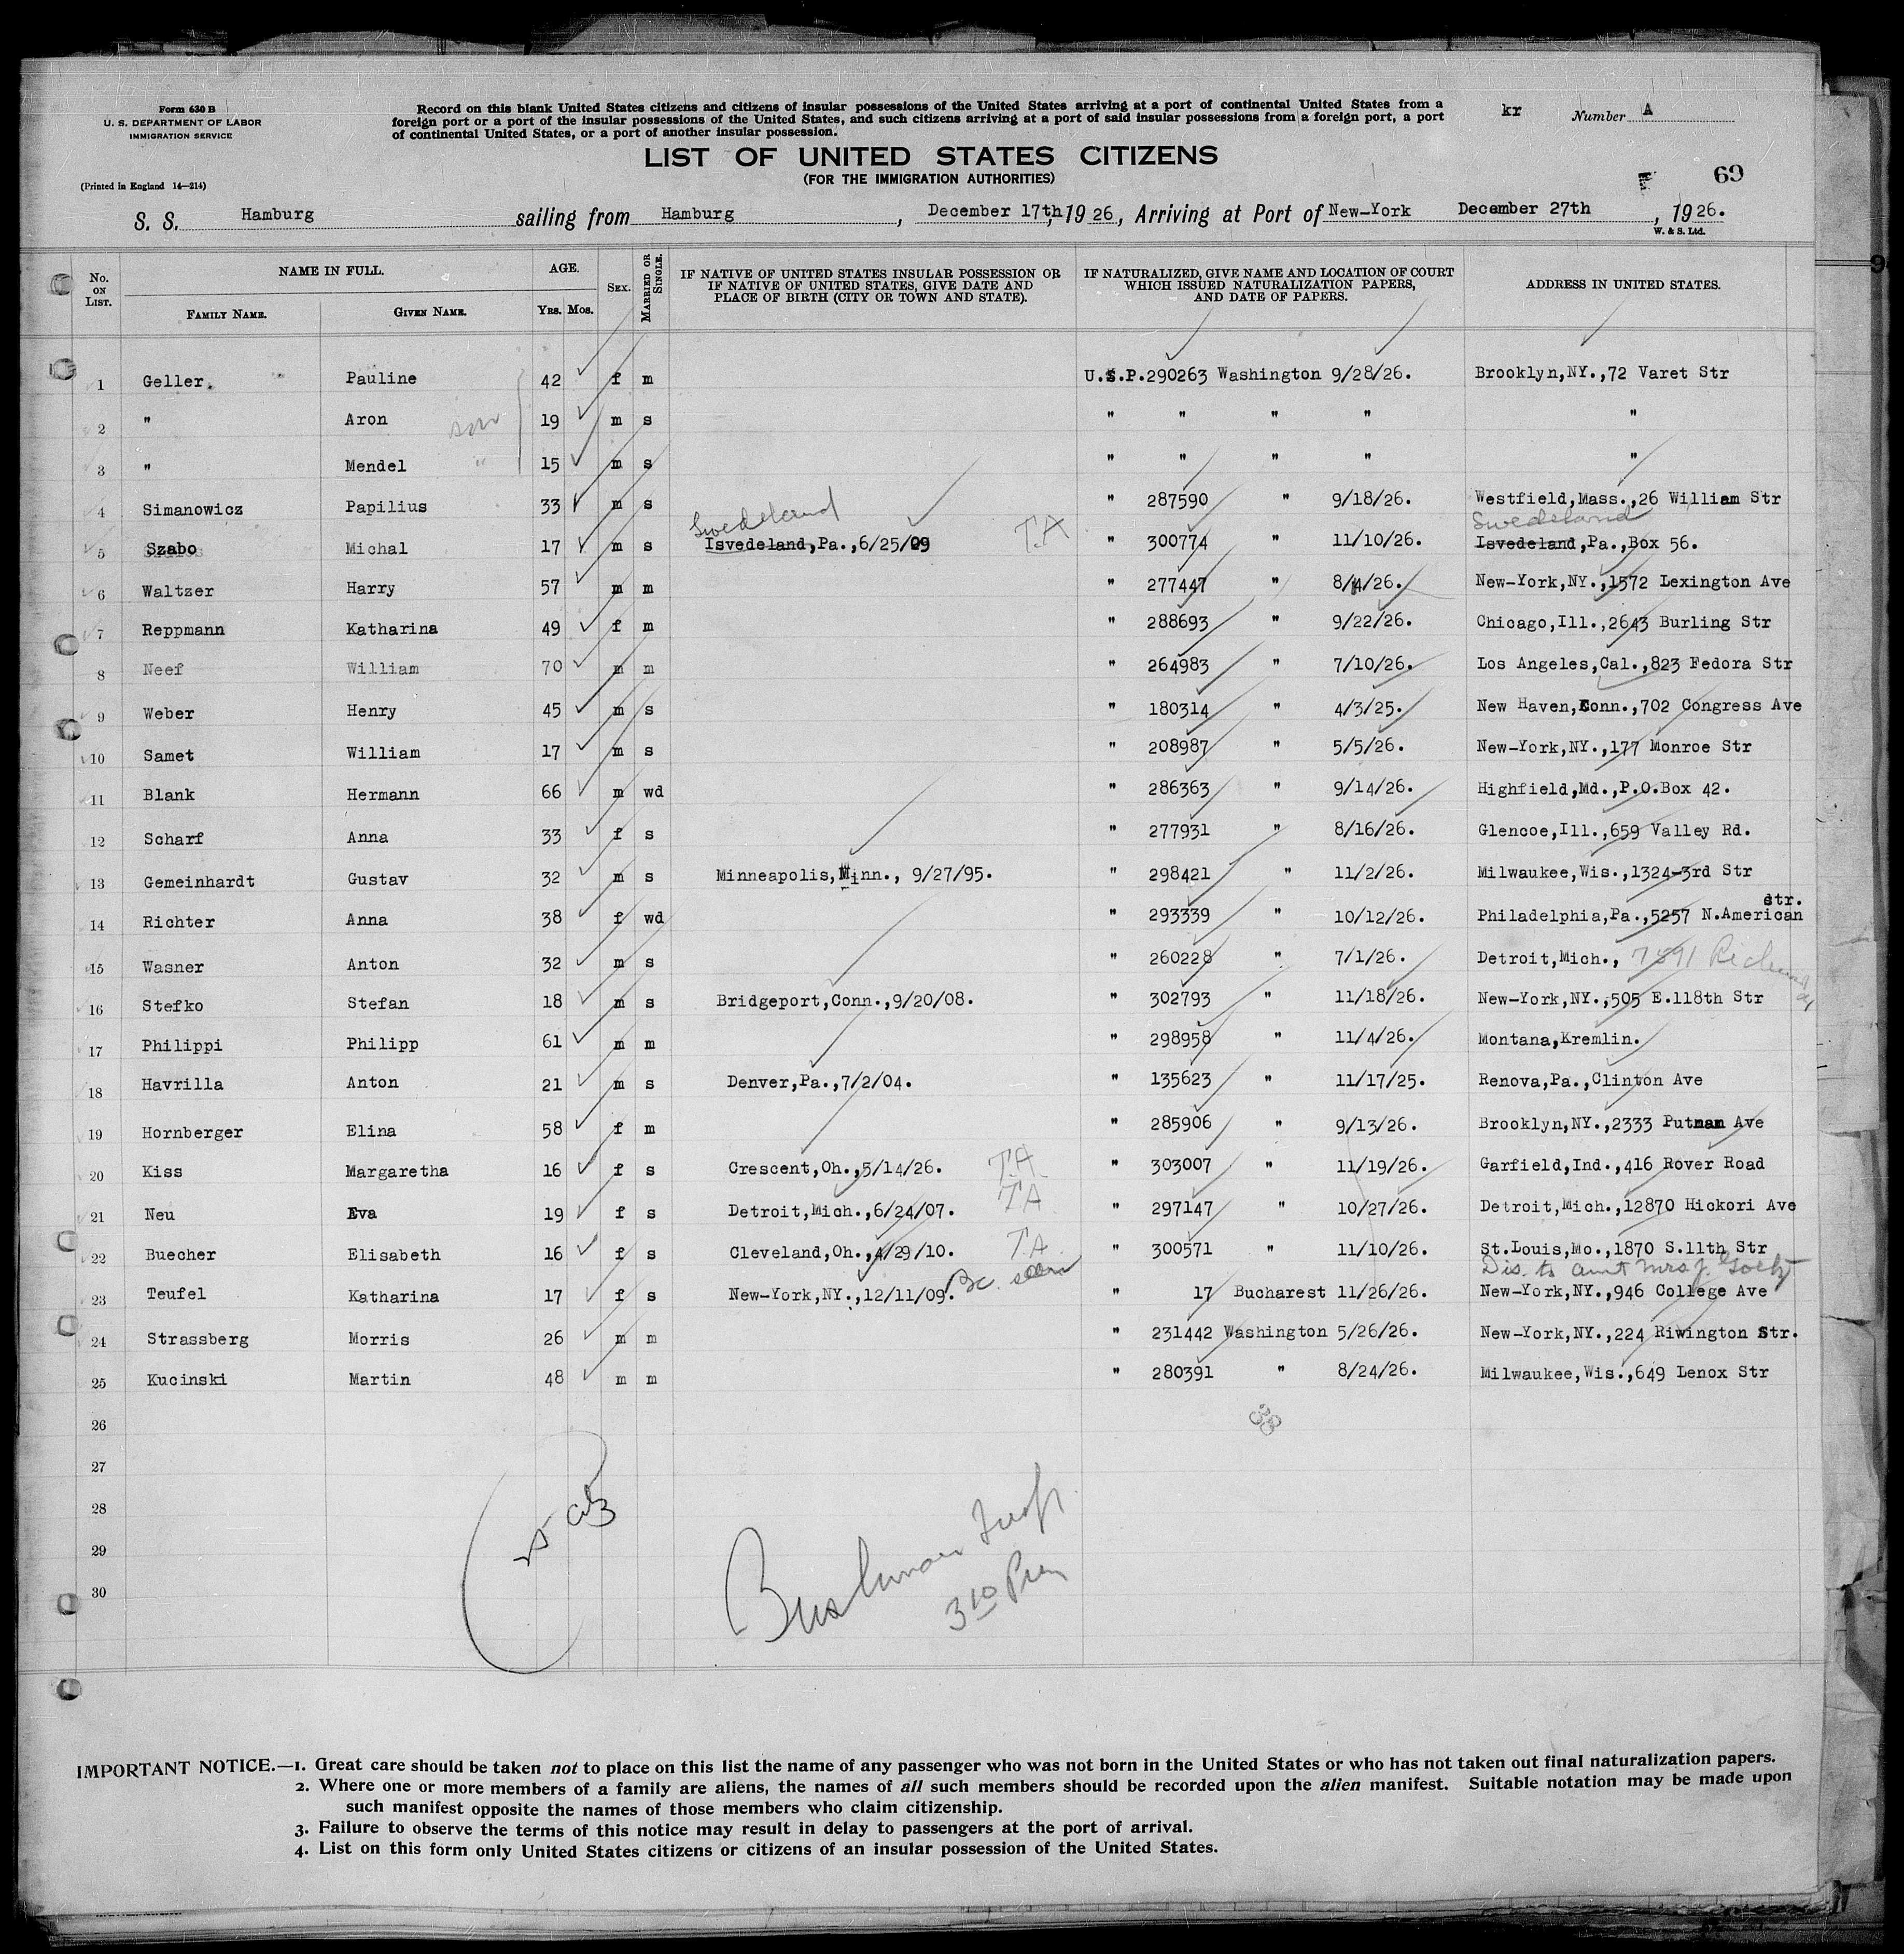 Form 630 B
U. S. DEPARTMENT OF LABOR
IMMIGRATION SERVICE
(Printed in England 14—214)
Record on this blank United States citizens and citizens of insular possessions of the United States arriving at a port of continental United States from a
foreign port or a port of the insular possessions of the United States, and such citizens arriving at a port of said insular possessions from a foreign port, a port
of continental United States, or a port of another insular possession.
kr Number A
LIST OF UNITED STATES CITIZENS
(FOR THE IMMIGRATION AUTHORITIES)
69
S. S. Hamburg sailing from Hamburg, December 17th, 1926, Arriving at Port of New-York December 27th, 1926.
W. & S. Ltd.
No. ON LIST. NAME IN FULL. FAMILY NAME. GIVEN NAME. AGE. YRS. MOS. SEX. MARRIED OR SINGLE. IF NATIVE OF UNITED STATES INSULAR POSSESSION OR IF NATIVE OF UNITED STATES, GIVE DATE AND PLACE OF BIRTH (CITY OR TOWN AND STATE). IF NATURALIZED, GIVE NAME AND LOCATION OF COURT WHICH ISSUED NATURALIZATION PAPERS, AND DATE OF PAPERS. ADDRESS IN UNITED STATES.
1 Geller, Pauline 42 f m U.S.P.290263 Washington 9/28/26. Brooklyn,NY.,72 Varet Str
2 " Aron son 19 m s " " " " "
3 " Mendel " 15 m s " " " " "
4 Simanowicz Papilius 33 m s " 287590 " 9/18/26. Westfield,Mass.,26 William Str
Swedeland Swedeland
5 Szabo Michal 17 m s Isvedeland,Pa.,6/25/09 T.A " 300774 " 11/10/26. Isvedeland,Pa.,Box 56.
6 Waltzer Harry 57 m m " 277447 " 8/4/26. New-York,NY.,1572 Lexington Ave
7 Reppmann Katharina 49 f m " 288693 " 9/22/26. Chicago,Ill.,2643 Burling Str
8 Neef William 70 m m " 264983 " 7/10/26. Los Angeles,Cal.,823 Fedora Str
9 Weber Henry 45 m s " 180314 " 4/3/25. New Haven,Conn.,702 Congress Ave
10 Samet William 17 m s " 208987 " 5/5/26. New-York,NY.,177 Monroe Str
11 Blank Hermann 66 m wd " 286363 " 9/14/26. Highfield,Md.,P.O.Box 42.
12 Scharf Anna 33 f s " 277931 " 8/16/26. Glencoe,Ill.,659 Valley Rd.
13 Gemeinhardt Gustav 32 m s Minneapolis,Minn., 9/27/95. " 298421 " 11/2/26. Milwaukee,Wis.,1324-3rd Str
14 Richter Anna 38 f wd " 293339 " 10/12/26. Philadelphia,Pa.,5257 N.American str.
15 Wasner Anton 32 m s " 260228 " 7/1/26. Detroit,Mich., 7891
16 Stefko Stefan 18 m s Bridgeport,Conn.,9/20/08. " 302793 " 11/18/26. New-York,NY.,505 E.118th Str
17 Philippi Philipp 61 m m " 298958 " 11/4/26. Montana,Kremlin.
18 Havrilla Anton 21 m s Denver,Pa.,7/2/04. " 135623 " 11/17/25. Renova,Pa.,Clinton Ave
19 Hornberger Elina 58 f m " 285906 " 9/13/26. Brooklyn,NY.,2333 Putnam Ave
20 Kiss Margaretha 16 f s Crescent,Oh.,5/14/26. T.A " 303007 " 11/19/26. Garfield,Ind.,416 Rover Road
21 Neu Eva 19 f s Detroit,Mich.,6/24/07. T.A " 297147 " 10/27/26. Detroit,Mich.,12870 Hickori Ave
22 Buecher Elisabeth 16 f s Cleveland,Oh.,4/29/10. T.A. " 300571 " 11/10/26. St.Louis,Mo.,1870 S.11th Str
Dis. to aunt Mrs J.
23 Teufel Katharina 17 f s New-York,NY.,12/11/09. Bc. seen " 17 Bucharest 11/26/26. New-York,NY.,946 College Ave
24 Strassberg Morris 26 m m " 231442 Washington 5/26/26. New-York,NY.,224 Riwington Str.
25 Kucinski Martin 48 m m " 280391 " 8/24/26. Milwaukee,Wis.,649 Lenox Str
26
27
28
29
30
IMPORTANT NOTICE.—1. Great care should be taken not to place on this list the name of any passenger who was not born in the United States or who has not taken out final naturalization papers.
2. Where one or more members of a family are aliens, the names of all such members should be recorded upon the alien manifest. Suitable notation may be made upon
such manifest opposite the names of those members who claim citizenship.
3. Failure to observe the terms of this notice may result in delay to passengers at the port of arrival.
4. List on this form only United States citizens or citizens of an insular possession of the United States.